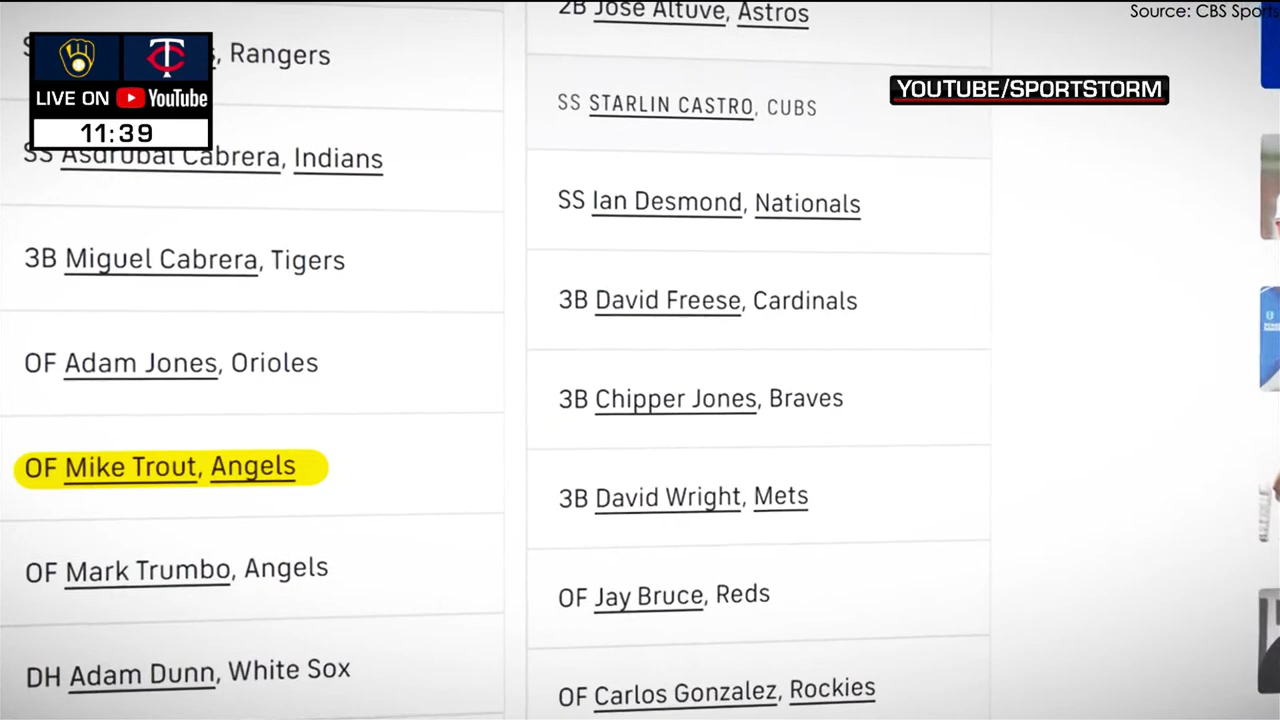 Source: CBS Sports
YOUTUBE/SPORTSTORM
LIVE ON YouTube
11:39
, Rangers
SS Asdrubal Cabrera, Indians
3B Miguel Cabrera, Tigers
OF Adam Jones, Orioles
OF Mike Trout, Angels
OF Mark Trumbo, Angels
DH Adam Dunn, White Sox
2B Jose Altuve, Astros
SS STARLIN CASTRO, CUBS
SS Ian Desmond, Nationals
3B David Freese, Cardinals
3B Chipper Jones, Braves
3B David Wright, Mets
OF Jay Bruce, Reds
OF Carlos Gonzalez, Rockies